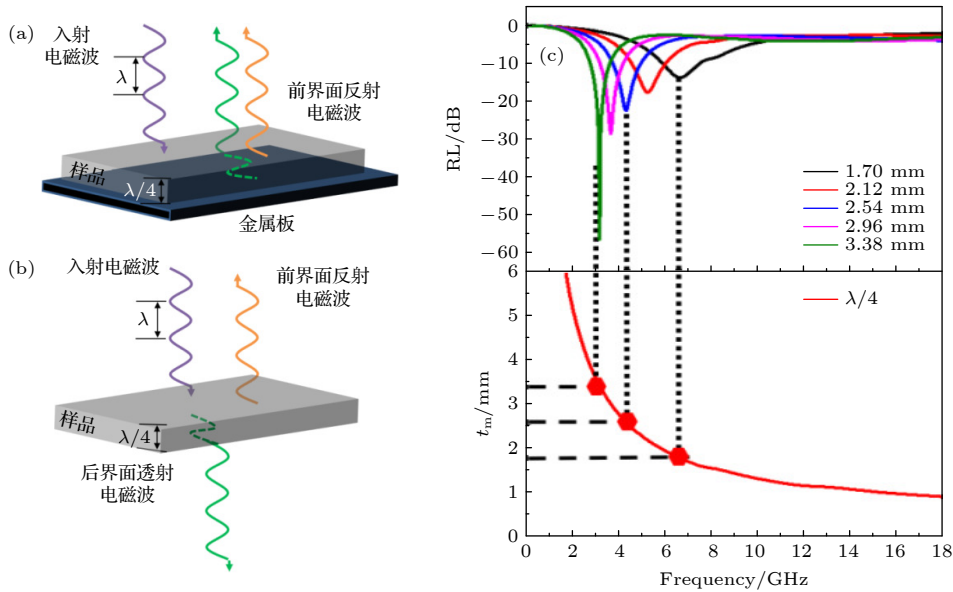 (a)
入射
电磁波
λ
前界面反射
电磁波
样品
λ/4
金属板
(b)
入射电磁波
λ
前界面反射
电磁波
样品
λ/4
后界面透射
电磁波
(c)
RL/dB
0
−10
−20
−30
−40
−50
−60
1.70 mm
2.12 mm
2.54 mm
2.96 mm
3.38 mm
tm/mm
6
5
4
3
2
1
0
λ/4
0 2 4 6 8 10 12 14 16 18
Frequency/GHz